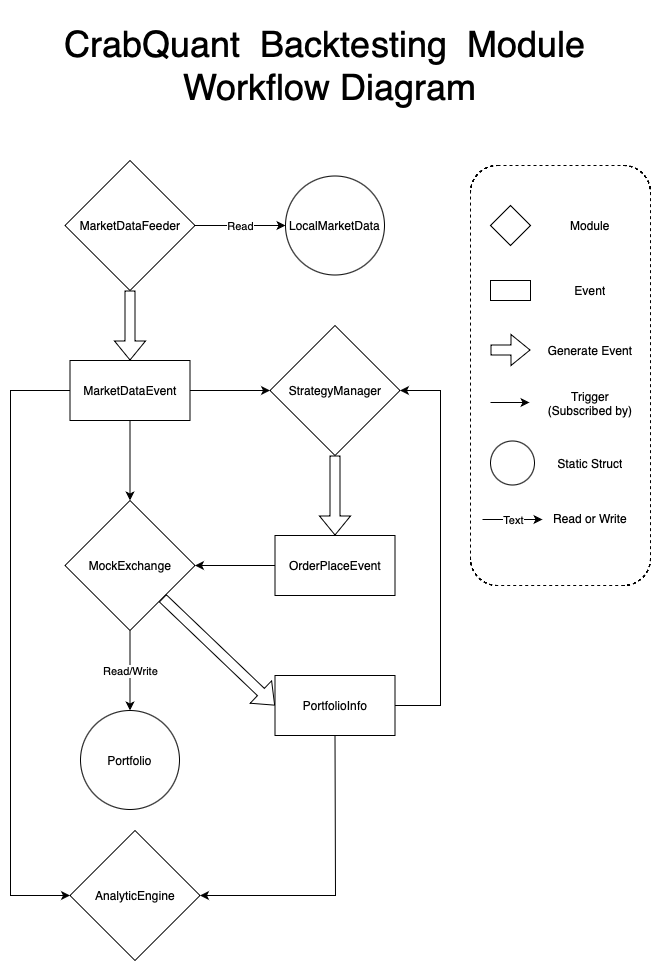 CrabQuant Backtesting Module
Workflow Diagram
MarketDataFeeder
Read
LocalMarketData
Module
Event
Generate Event
Trigger
(Subscribed by)
Static Struct
Text
Read or Write
MarketDataEvent
StrategyManager
MockExchange
OrderPlaceEvent
Read/Write
PortfolioInfo
Portfolio
AnalyticEngine